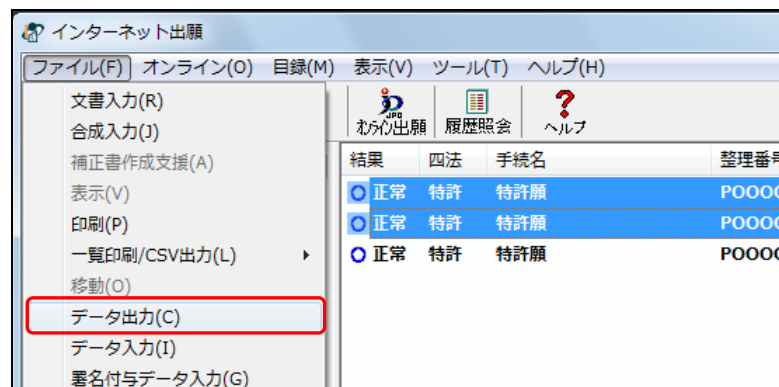 インターネット出願
ファイル(F) オンライン(O) 目録(M) 表示(V) ツール(T) ヘルプ(H)
文書入力(R)
合成入力(J)
補正書作成支援(A)
表示(V)
印刷(P)
一覧印刷/CSV出力(L)
移動(O)
データ出力(C)
データ入力(I)
署名付与データ入力(G)
JPO
オンライン出願 履歴照会 ヘルプ
結果 四法 手続名 整理番号
正常 特許 特許願 P000
正常 特許 特許願 P000
正常 特許 特許願 P000